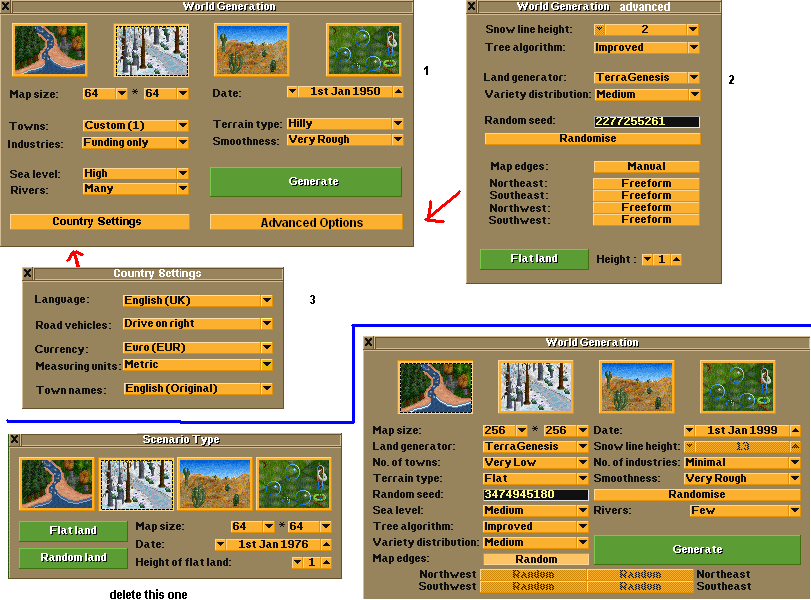 World Generation
Map size: 64 * 64
Date: 1st Jan 1950
Towns: Custom (1)
Terrain type: Hilly
Industries: Funding only
Smoothness: Very Rough
Sea level: High
Rivers: Many
Generate
Country Settings
Advanced Options
1
World Generation advanced
Snow line height: 2
Tree algorithm: Improved
Land generator: TerraGenesis
Variety distribution: Medium
2
Random seed: 2277255261
Randomise
Map edges: Manual
Northeast: Freeform
Southeast: Freeform
Northwest: Freeform
Southwest: Freeform
Flat land Height : 1
Country Settings
Language: English (UK)
3
Road vehicles: Drive on right
Currency: Euro (EUR)
Measuring units: Metric
Town names: English (Original)
Scenario Type
Flat land
Map size: 64 * 64
Date: 1st Jan 1976
Random land
Height of flat land: 1
delete this one
World Generation
Map size: 256 * 256 Date: 1st Jan 1999
Land generator: TerraGenesis Snow line height: 13
No. of towns: Very Low No. of industries: Minimal
Terrain type: Flat Smoothness: Very Rough
Random seed: 3474945180 Randomise
Sea level: Medium Rivers: Few
Tree algorithm: Improved
Variety distribution: Medium
Generate
Map edges: Random
Northwest Random Random Northeast
Southwest Random Random Southeast